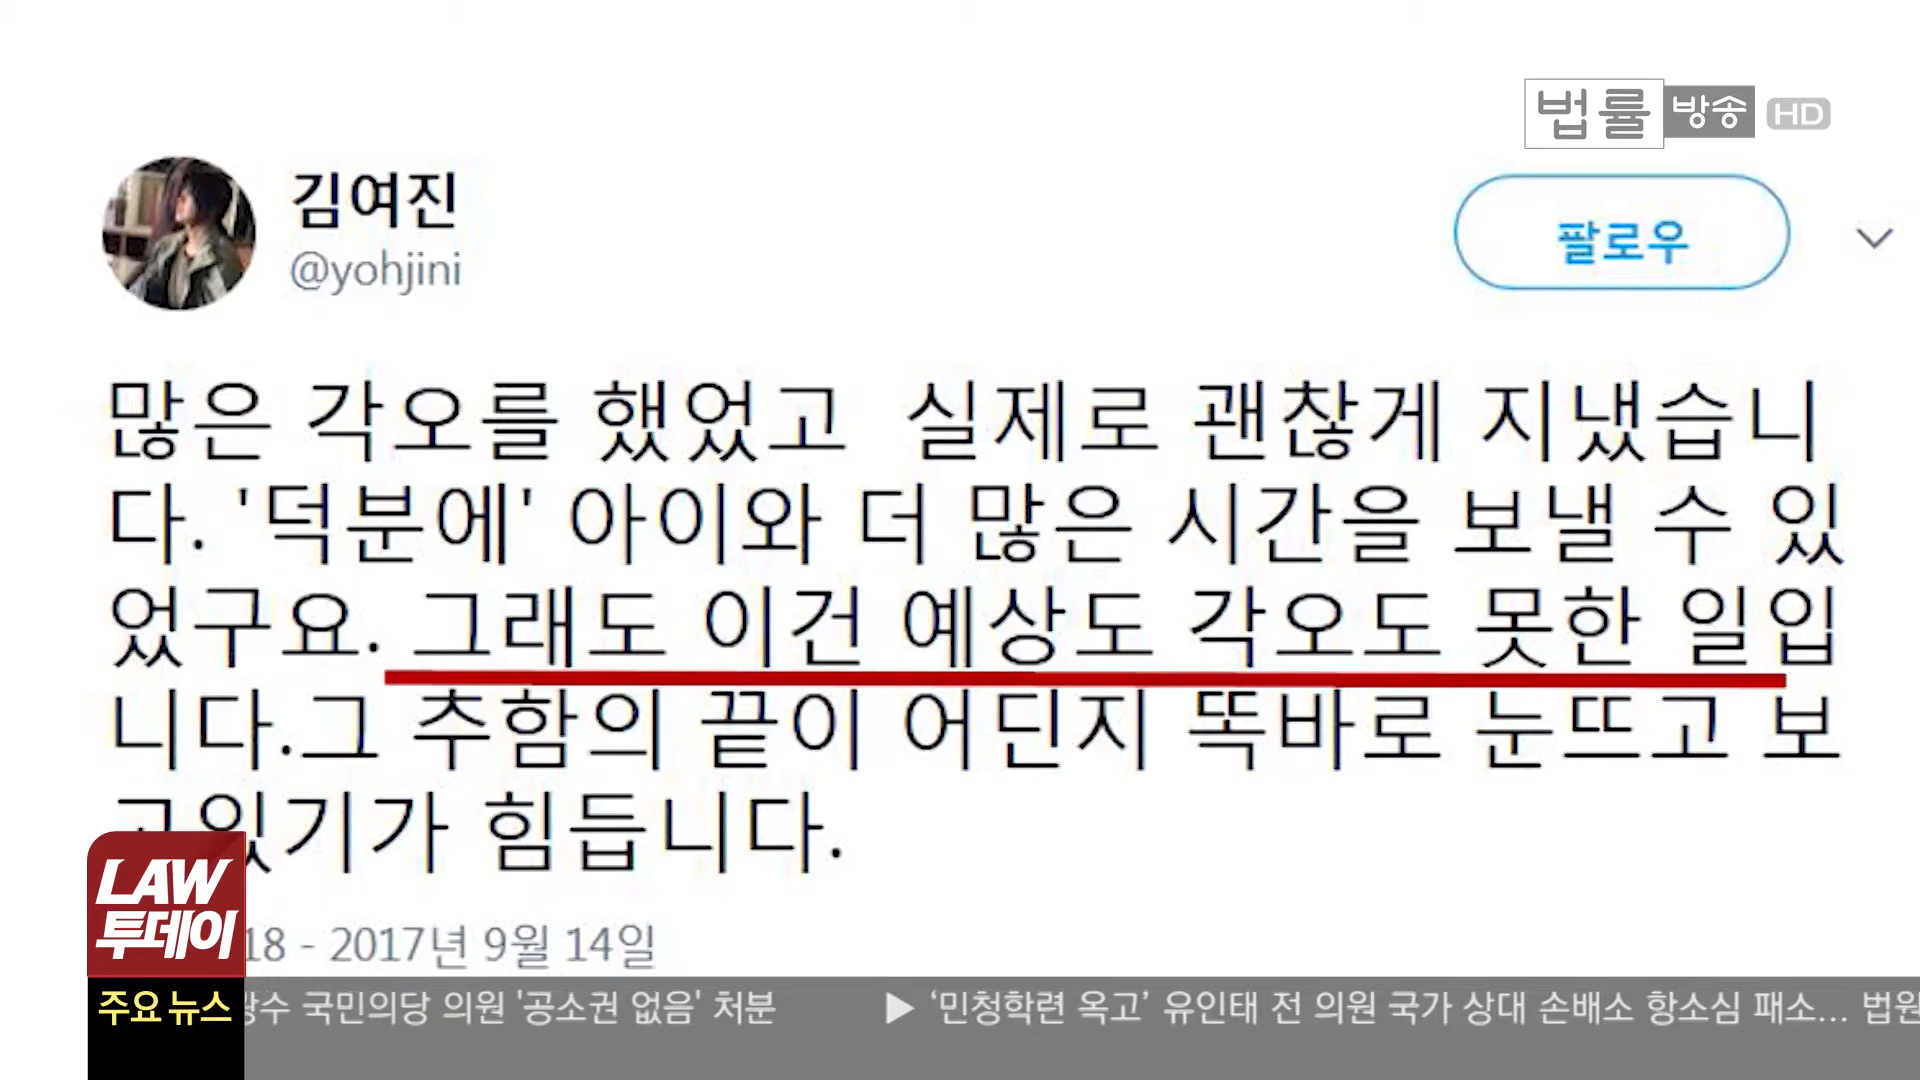 법률방송 HD
김여진
@yohjini
팔로우
많은 각오를 했었고 실제로 괜찮게 지냈습니
다. '덕분에' 아이와 더 많은 시간을 보낼 수 있
었구요. 그래도 이건 예상도 각오도 못한 일입
니다.그 추함의 끝이 어딘지 똑바로 눈뜨고 보
고있기가 힘듭니다.
18 - 2017년 9월 14일
LAW
투데이
주요뉴스
광수 국민의당 의원 '공소권 없음' 처분 ▶ ‘민청학련 옥고’ 유인태 전 의원 국가 상대 손배소 항소심 패소... 법원